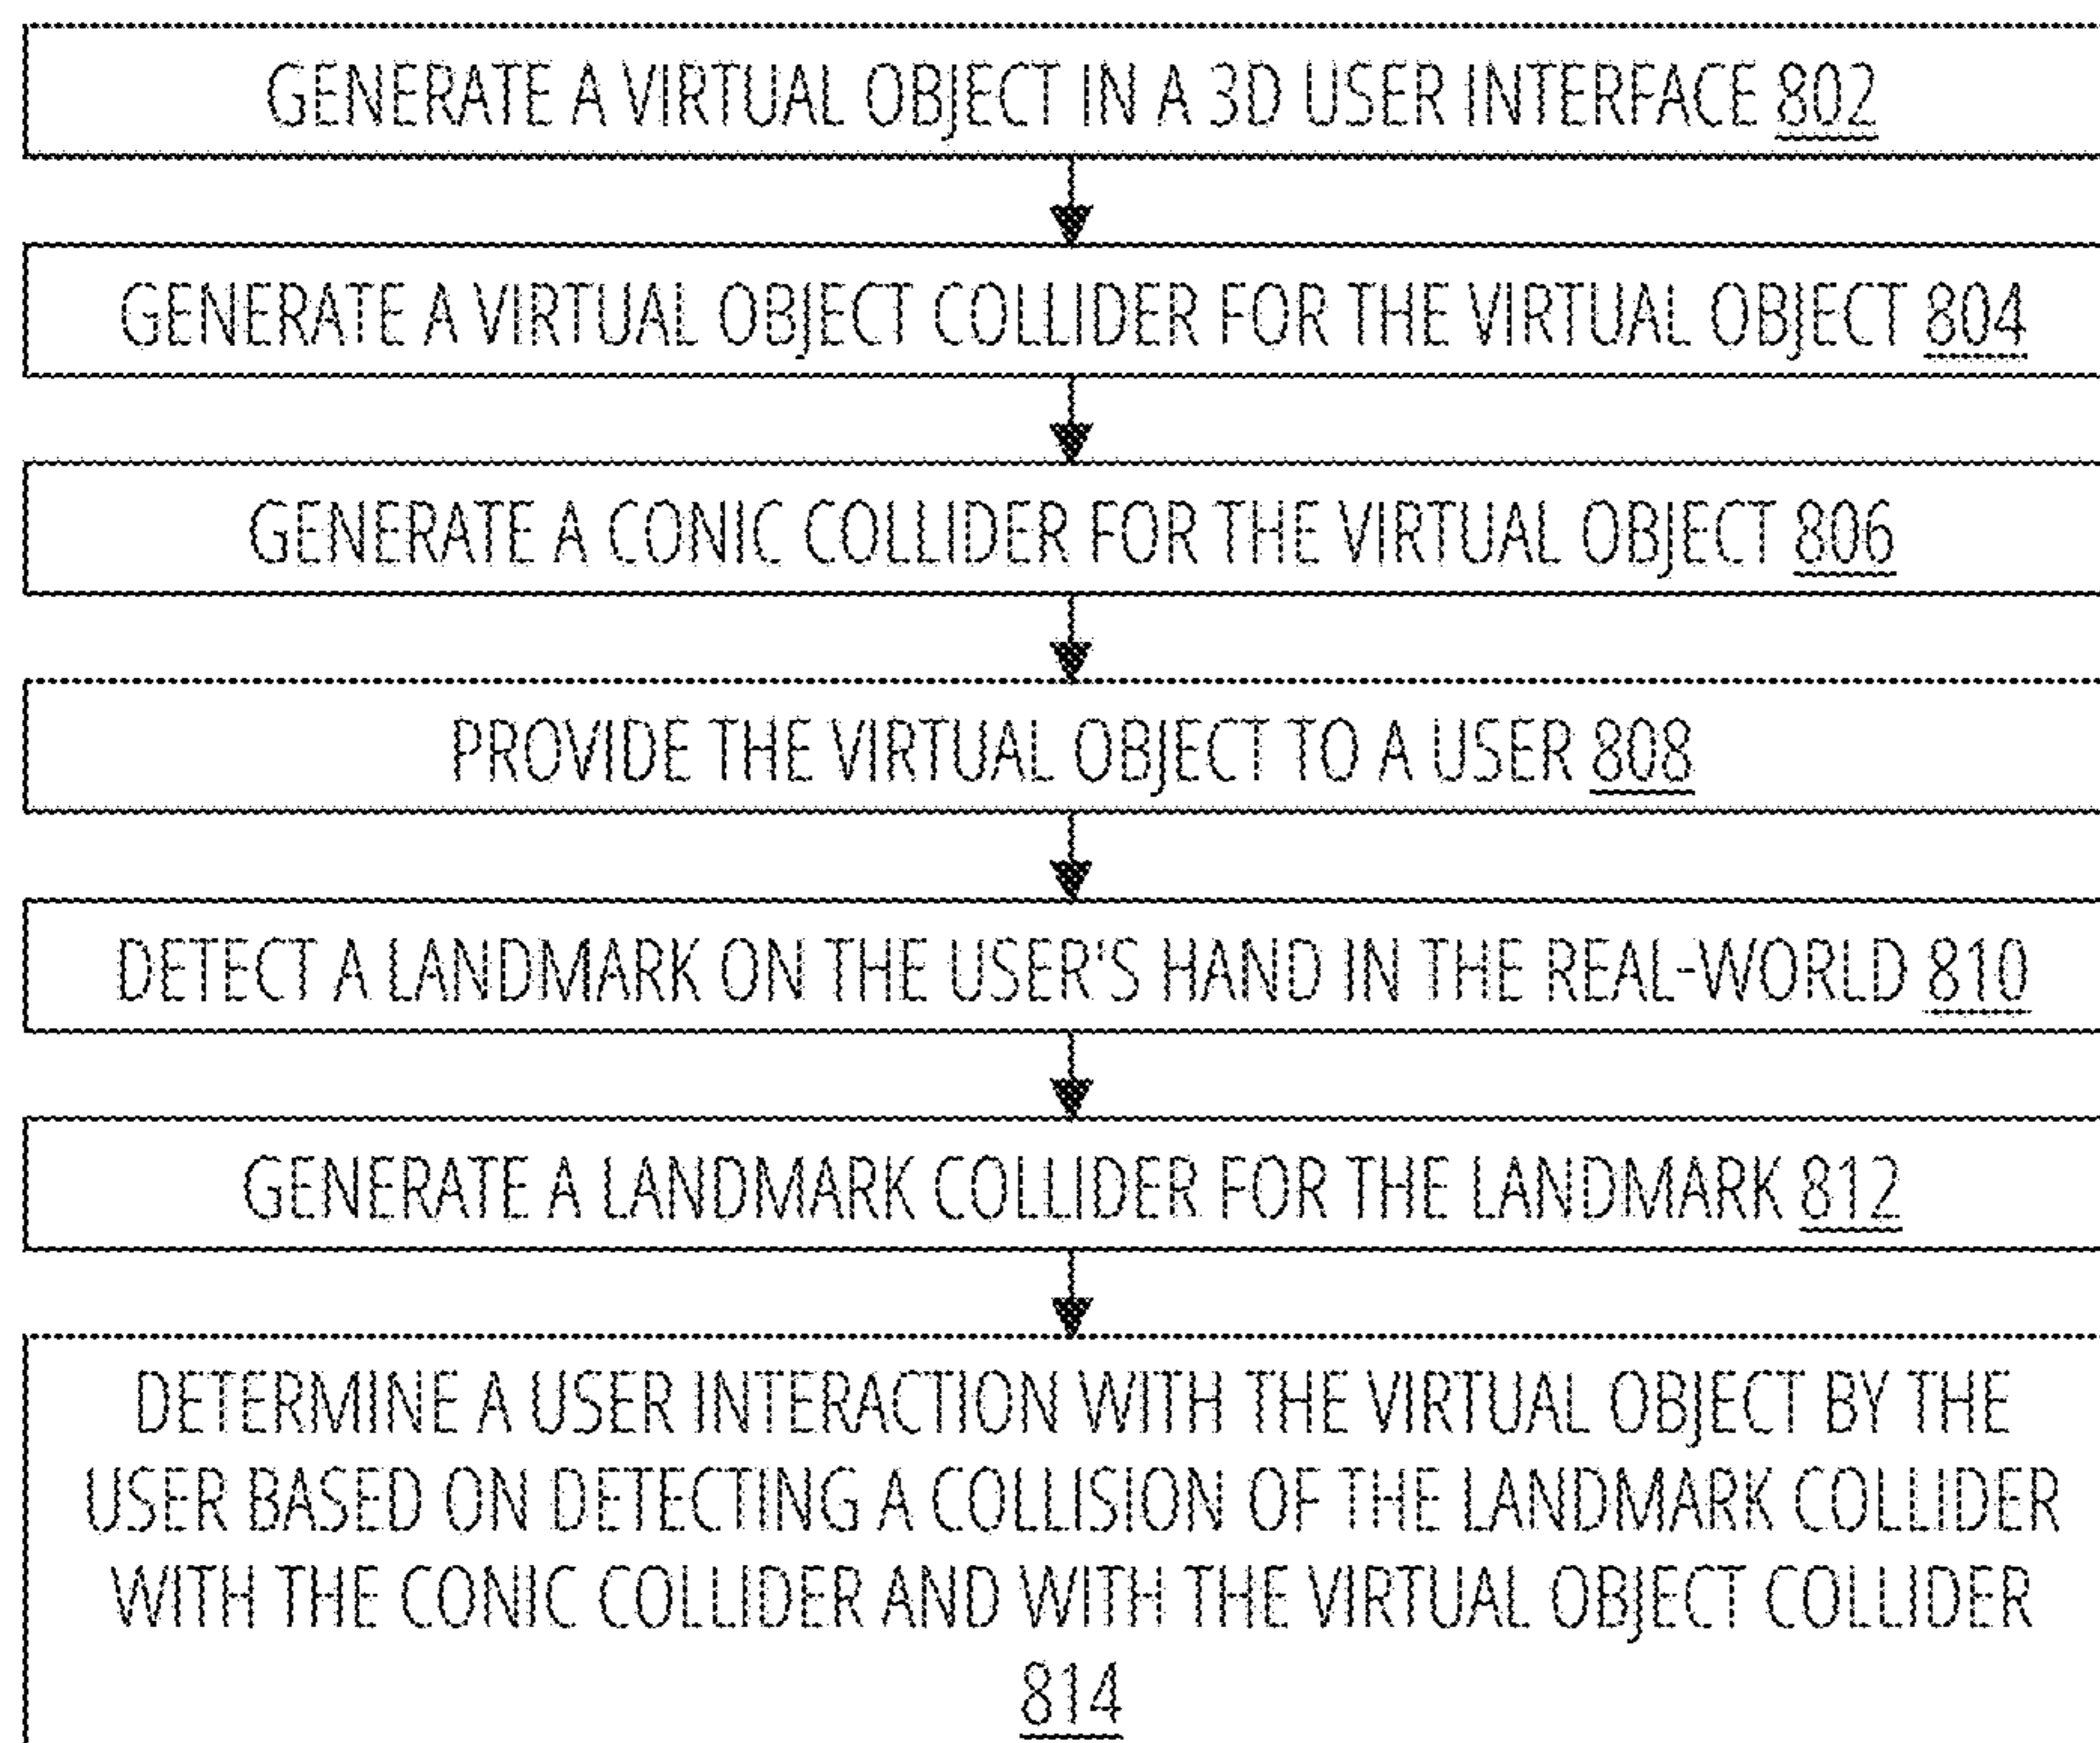 GENERATE A VIRTUAL OBJECT IN A 3D USER INTERFACE 802
GENERATE A VIRTUAL OBJECT COLLIDER FOR THE VIRTUAL OBJECT 804
GENERATE A CONIC COLLIDER FOR THE VIRTUAL OBJECT 806
PROVIDE THE VIRTUAL OBJECT TO A USER 808
DETECT A LANDMARK ON THE USER'S HAND IN THE REAL-WORLD 810
GENERATE A LANDMARK COLLIDER FOR THE LANDMARK 812
DETERMINE A USER INTERACTION WITH THE VIRTUAL OBJECT BY THE
USER BASED ON DETECTING A COLLISION OF THE LANDMARK COLLIDER
WITH THE CONIC COLLIDER AND WITH THE VIRTUAL OBJECT COLLIDER
814